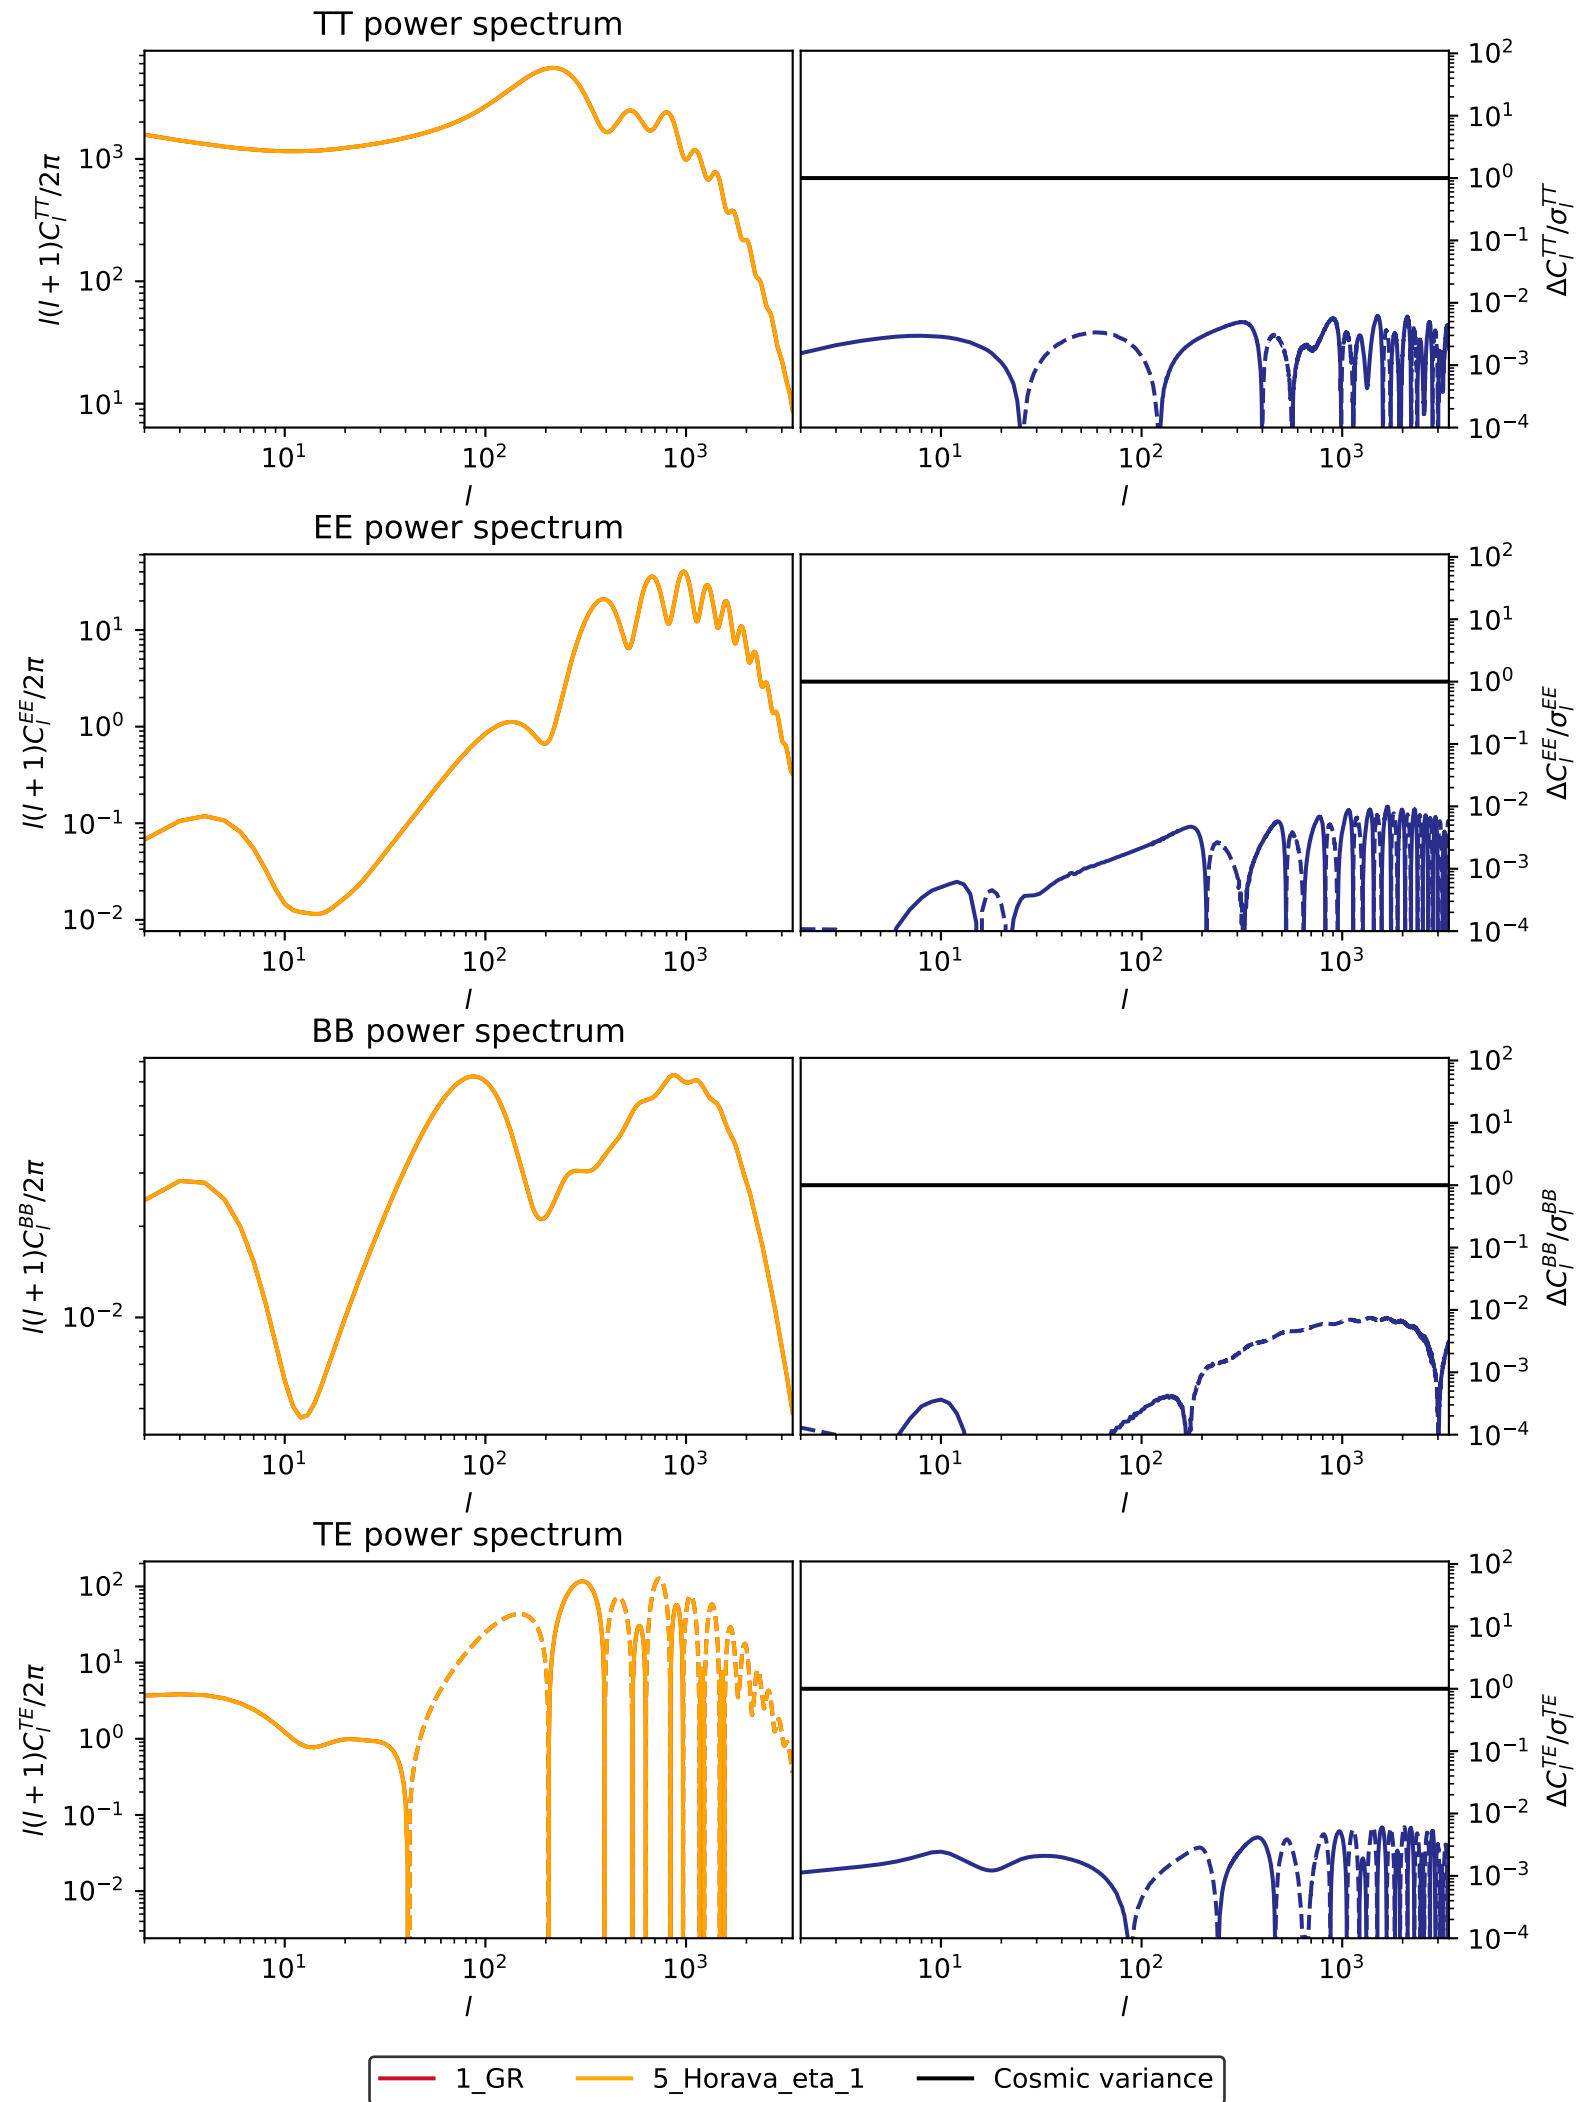 TT power spectrum
l(l + 1)C_l^{TT}/2π
10^3
10^2
10^1
10^1 10^2 10^3
l
10^2
10^1
10^0
10^{-1}
10^{-2}
10^{-3}
10^{-4}
ΔC_l^{TT}/σ_l^{TT}
10^1 10^2 10^3
l
EE power spectrum
l(l + 1)C_l^{EE}/2π
10^1
10^0
10^{-1}
10^{-2}
10^1 10^2 10^3
l
10^2
10^1
10^0
10^{-1}
10^{-2}
10^{-3}
10^{-4}
ΔC_l^{EE}/σ_l^{EE}
10^1 10^2 10^3
l
BB power spectrum
l(l + 1)C_l^{BB}/2π
10^{-2}
10^1 10^2 10^3
l
10^2
10^1
10^0
10^{-1}
10^{-2}
10^{-3}
10^{-4}
ΔC_l^{BB}/σ_l^{BB}
10^1 10^2 10^3
l
TE power spectrum
l(l + 1)C_l^{TE}/2π
10^2
10^1
10^0
10^{-1}
10^{-2}
10^1 10^2 10^3
l
10^2
10^1
10^0
10^{-1}
10^{-2}
10^{-3}
10^{-4}
ΔC_l^{TE}/σ_l^{TE}
10^1 10^2 10^3
l
1_GR 5_Horava_eta_1 Cosmic variance